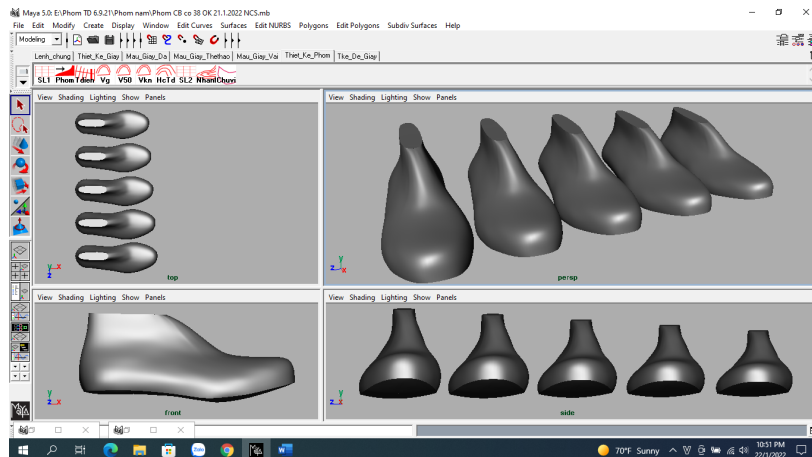 Maya 5.0: E:\Phom TD 6.9.21\Phom nam\Phom CB co 38 OK 21.1.2022 NCS.mb
File Edit Modify Create Display Window Edit Curves Surfaces Edit NURBS Polygons Edit Polygons Subdiv Surfaces Help
Modeling
Lenh_chung Thiet_Ke_Giay Mau_Giay_Da Mau_Giay_Thethao Mau_Giay_Vai Thiet_Ke_Phom Tke_De_Giay
SL1 Phom Tdieh Vg V50 Vkn HcTd SL2 Nhanl Chuyi
View Shading Lighting Show Panels
top
View Shading Lighting Show Panels
persp
View Shading Lighting Show Panels
front
View Shading Lighting Show Panels
side
Zalo
70°F Sunny
10:51 PM
22/1/2022